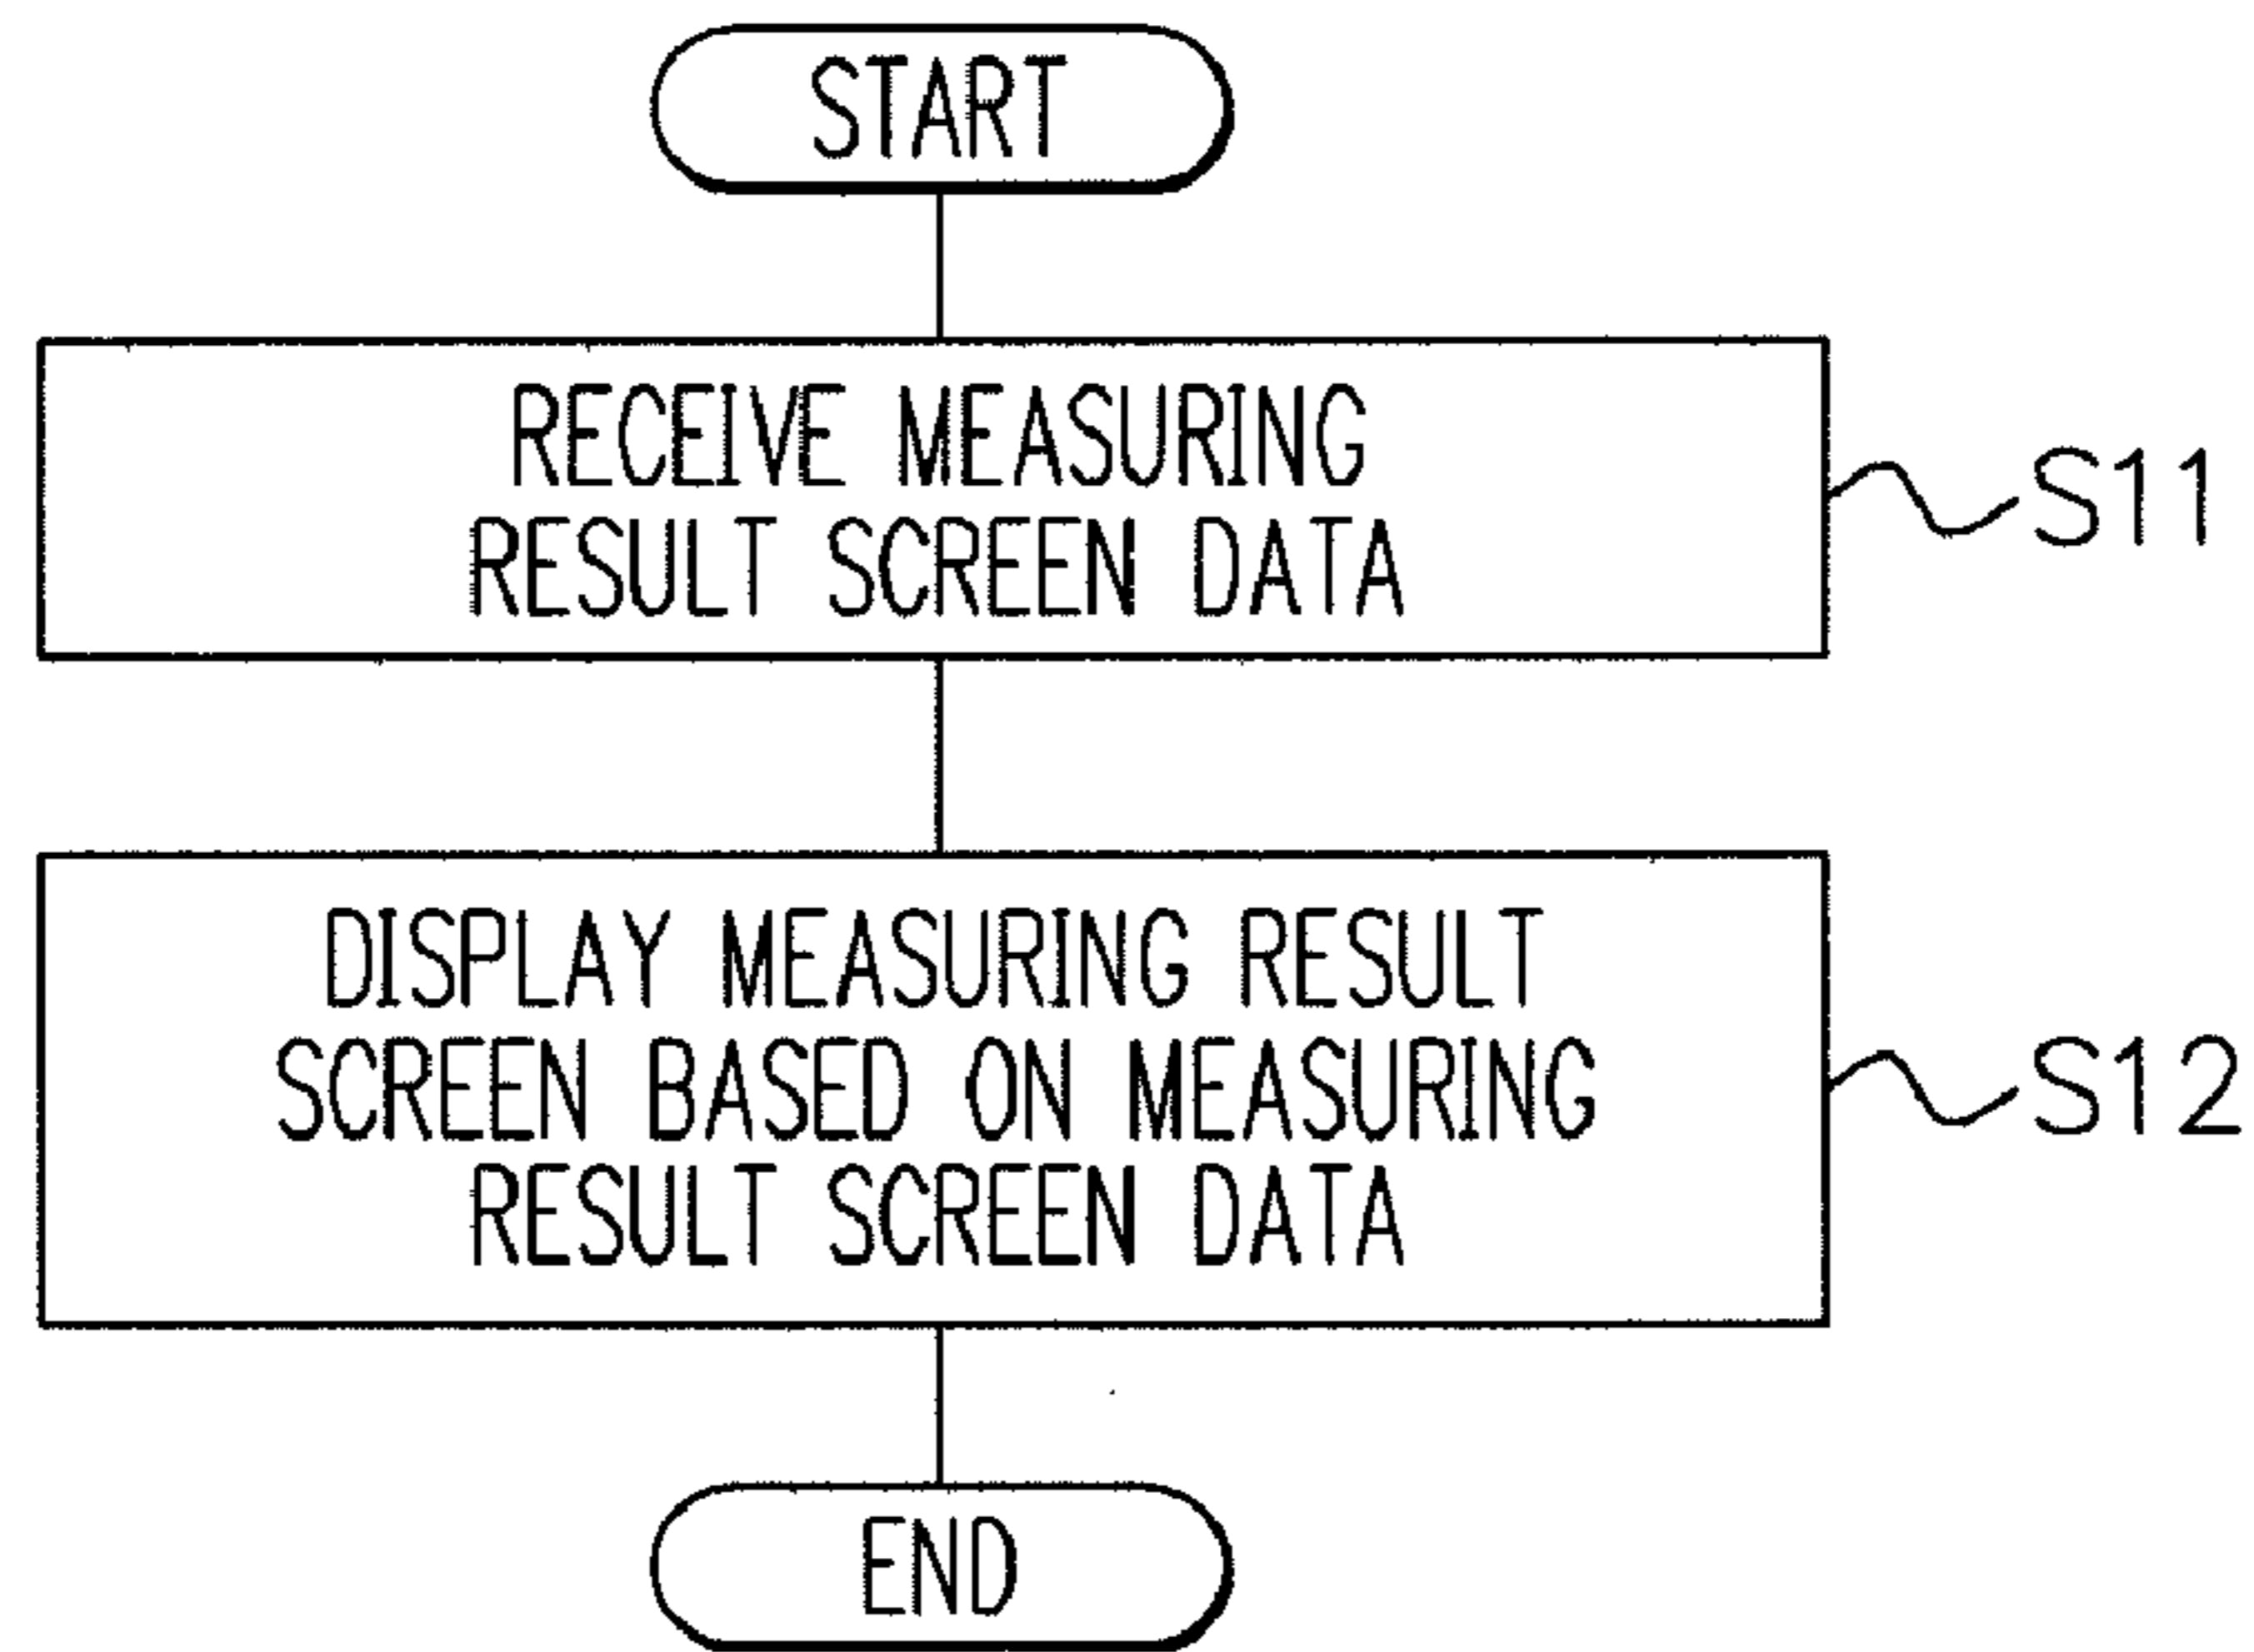 START
RECEIVE MEASURING
RESULT SCREEN DATA
S11
DISPLAY MEASURING RESULT
SCREEN BASED ON MEASURING
RESULT SCREEN DATA
S12
END